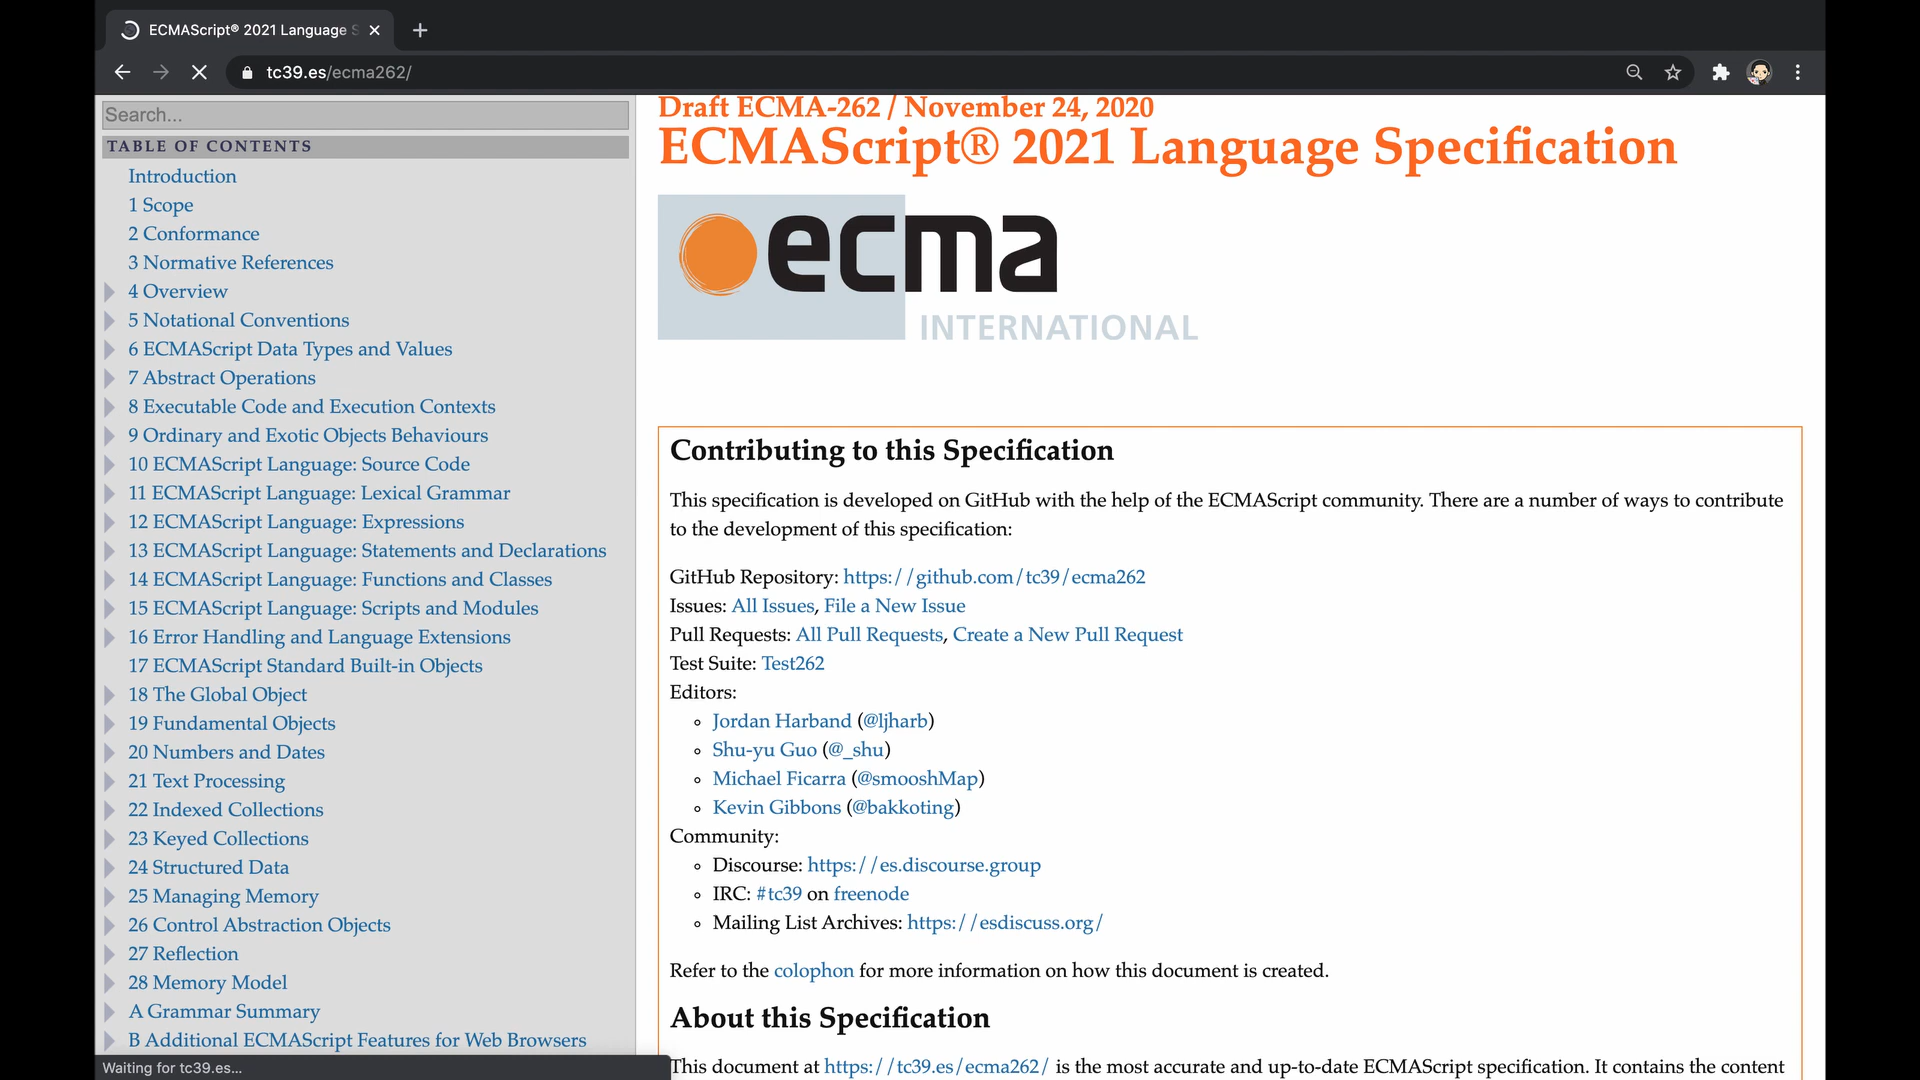 ECMAScript® 2021 Language S
tc39.es/ecma262/
Search...
TABLE OF CONTENTS
Introduction
1 Scope
2 Conformance
3 Normative References
4 Overview
5 Notational Conventions
6 ECMAScript Data Types and Values
7 Abstract Operations
8 Executable Code and Execution Contexts
9 Ordinary and Exotic Objects Behaviours
10 ECMAScript Language: Source Code
11 ECMAScript Language: Lexical Grammar
12 ECMAScript Language: Expressions
13 ECMAScript Language: Statements and Declarations
14 ECMAScript Language: Functions and Classes
15 ECMAScript Language: Scripts and Modules
16 Error Handling and Language Extensions
17 ECMAScript Standard Built-in Objects
18 The Global Object
19 Fundamental Objects
20 Numbers and Dates
21 Text Processing
22 Indexed Collections
23 Keyed Collections
24 Structured Data
25 Managing Memory
26 Control Abstraction Objects
27 Reflection
28 Memory Model
A Grammar Summary
B Additional ECMAScript Features for Web Browsers
Waiting for tc39.es...
Draft ECMA-262 / November 24, 2020
ECMAScript® 2021 Language Specification
ecma
INTERNATIONAL
Contributing to this Specification
This specification is developed on GitHub with the help of the ECMAScript community. There are a number of ways to contribute
to the development of this specification:
GitHub Repository: https://github.com/tc39/ecma262
Issues: All Issues, File a New Issue
Pull Requests: All Pull Requests, Create a New Pull Request
Test Suite: Test262
Editors:
Jordan Harband (@ljharb)
Shu-yu Guo (@_shu)
Michael Ficarra (@smooshMap)
Kevin Gibbons (@bakkoting)
Community:
Discourse: https://es.discourse.group
IRC: #tc39 on freenode
Mailing List Archives: https://esdiscuss.org/
Refer to the colophon for more information on how this document is created.
About this Specification
This document at https://tc39.es/ecma262/ is the most accurate and up-to-date ECMAScript specification. It contains the content